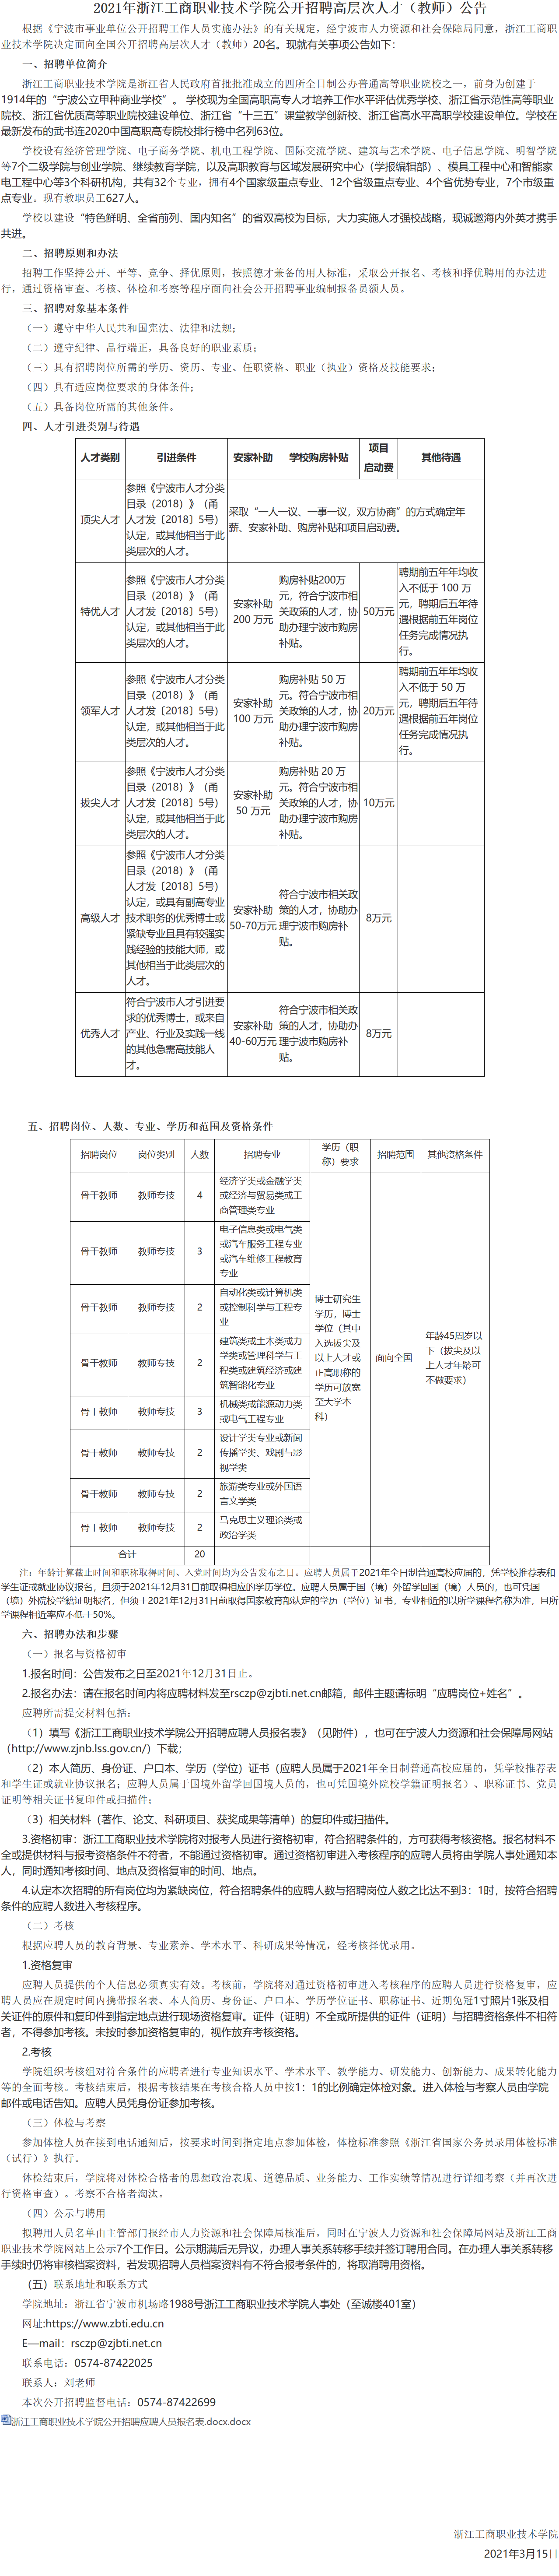 2021年浙江工商职业技术学院公开招聘高层次人才（教师）公告
根据《宁波市事业单位公开招聘工作人员实施办法》的有关规定，经宁波市人力资源和社会保障局同意，浙江工商职
业技术学院决定面向全国公开招聘高层次人才（教师）20名。现就有关事项公告如下：
一、招聘单位简介
浙江工商职业技术学院是浙江省人民政府首批批准成立的四所全日制公办普通高等职业院校之一，前身为创建于
1914年的“宁波公立甲种商业学校”。 学校现为全国高职高专人才培养工作水平评估优秀学校、浙江省示范性高等职业
院校、浙江省优质高等职业院校建设单位、浙江省“十三五”课堂教学创新校、浙江省高水平高职学校建设单位。学校在
最新发布的武书连2020中国高职高专院校排行榜中名列63位。
学校设有经济管理学院、电子商务学院、机电工程学院、国际交流学院、建筑与艺术学院、电子信息学院、明智学院
等7个二级学院与创业学院、继续教育学院，以及高职教育与区域发展研究中心（学报编辑部）、模具工程中心和智能家
电工程中心等3个科研机构，共有32个专业，拥有4个国家级重点专业、12个省级重点专业、4个省优势专业，7个市级重
点专业。现有教职员工627人。
学校以建设“特色鲜明、全省前列、国内知名”的省双高校为目标，大力实施人才强校战略，现诚邀海内外英才携手
共进。
二、招聘原则和办法
招聘工作坚持公开、平等、竞争、择优原则，按照德才兼备的用人标准，采取公开报名、考核和择优聘用的办法进
行，通过资格审查、考核、体检和考察等程序面向社会公开招聘事业编制报备员额人员。
三、招聘对象基本条件
（一）遵守中华人民共和国宪法、法律和法规；
（二）遵守纪律、品行端正，具备良好的职业素质；
（三）具有招聘岗位所需的学历、资历、专业、任职资格、职业（执业）资格及技能要求；
（四）具有适应岗位要求的身体条件；
（五）具备岗位所需的其他条件。
四、人才引进类别与待遇
人才类别 引进条件 安家补助 学校购房补贴 项目
启动费 其他待遇
顶尖人才
参照《宁波市人才分类
目录（2018）》（甬
人才发〔2018〕5号）
认定，或其他相当于此
类层次的人才。
采取“一人一议、一事一议，双方协商”的方式确定年
薪、安家补助、购房补贴和项目启动费。
特优人才
参照《宁波市人才分类
目录（2018）》（甬
人才发〔2018〕5号）
认定，或其他相当于此
类层次的人才。
安家补助
200 万元
购房补贴200万
元，符合宁波市相
关政策的人才，协
助办理宁波市购房
补贴。
50万元
聘期前五年年均收
入不低于 100 万
元，聘期后五年待
遇根据前五年岗位
任务完成情况执
行。
领军人才
参照《宁波市人才分类
目录（2018）》（甬
人才发〔2018〕5号）
认定，或其他相当于此
类层次的人才。
安家补助
100 万元
购房补贴 50 万
元。符合宁波市相
关政策的人才，协
助办理宁波市购房
补贴。
20万元
聘期前五年年均收
入不低于 50 万
元，聘期后五年待
遇根据前五年岗位
任务完成情况执
行。
拔尖人才
参照《宁波市人才分类
目录（2018）》（甬
人才发〔2018〕5号）
认定，或其他相当于此
类层次的人才。
安家补助
50 万元
购房补贴 20 万
元。符合宁波市相
关政策的人才，协
助办理宁波市购房
补贴。
10万元
高级人才
参照《宁波市人才分类
目录（2018）》（甬
人才发〔2018〕5号）
认定，或具有副高专业
技术职务的优秀博士或
紧缺专业且具有较强实
践经验的技能大师，或
其他相当于此类层次的
人才。
安家补助
50-70万元
符合宁波市相关政
策的人才，协助办
理宁波市购房补
贴。
8万元
优秀人才
符合宁波市人才引进要
求的优秀博士，或来自
产业、行业及实践一线
的其他急需高技能人
才。
安家补助
40-60万元
符合宁波市相关政
策的人才，协助办
理宁波市购房补
贴。
8万元
五、招聘岗位、人数、专业、学历和范围及资格条件
招聘岗位 岗位类别 人数 招聘专业 学历（职
称）要求 招聘范围 其他资格条件
骨干教师 教师专技 4
经济学类或金融学类
或经济与贸易类或工
商管理类专业
骨干教师 教师专技 3
电子信息类或电气类
或汽车服务工程专业
或汽车维修工程教育
专业
骨干教师 教师专技 2
自动化类或计算机类
或控制科学与工程专
业
骨干教师 教师专技 2
建筑类或土木类或力
学类或管理科学与工
程类或建筑经济或建
筑智能化专业
骨干教师 教师专技 3
机械类或能源动力类
或电气工程专业
骨干教师 教师专技 2
设计学类专业或新闻
传播学类、戏剧与影
视学类
骨干教师 教师专技 2
旅游类专业或外国语
言文学类
骨干教师 教师专技 2
马克思主义理论类或
政治学类
博士研究生
学历，博士
学位（其中
入选拔尖及
以上人才或
正高职称的
学历可放宽
至大学本
科）
面向全国
年龄45周岁以
下（拔尖及以
上人才年龄可
不做要求）
合计 20
注：年龄计算截止时间和职称取得时间、入党时间均为公告发布之日。应聘人员属于2021年全日制普通高校应届的，凭学校推荐表和
学生证或就业协议报名，且须于2021年12月31日前取得相应的学历学位。应聘人员属于国（境）外留学回国（境）人员的，也可凭国
（境）外院校学籍证明报名，但须于2021年12月31日前取得国家教育部认定的学历（学位）证书，专业相近的以所学课程名称为准，且所
学课程相近率应不低于50%。
六、招聘办法和步骤
（一）报名与资格初审
1.报名时间：公告发布之日至2021年12月31日止。
2.报名办法：请在报名时间内将应聘材料发至rsczp@zjbti.net.cn邮箱，邮件主题请标明“应聘岗位+姓名”。
应聘所需提交材料包括：
（1）填写《浙江工商职业技术学院公开招聘应聘人员报名表》（见附件），也可在宁波人力资源和社会保障局网站
（http://www.zjnb.lss.gov.cn/）下载；
（2）本人简历、身份证、户口本、学历（学位）证书（应聘人员属于2021年全日制普通高校应届的，凭学校推荐表
和学生证或就业协议报名；应聘人员属于国境外留学回国境人员的，也可凭国境外院校学籍证明报名）、职称证书、党员
证明等相关证书复印件或扫描件；
（3）相关材料（著作、论文、科研项目、获奖成果等清单）的复印件或扫描件。
3.资格初审：浙江工商职业技术学院将对报考人员进行资格初审，符合招聘条件的，方可获得考核资格。报名材料不
全或提供材料与报考资格条件不符者，不能通过资格初审。通过资格初审进入考核程序的应聘人员将由学院人事处通知本
人，同时通知考核时间、地点及资格复审的时间、地点。
4.认定本次招聘的所有岗位均为紧缺岗位，符合招聘条件的应聘人数与招聘岗位人数之比达不到3：1时，按符合招聘
条件的应聘人数进入考核程序。
（二）考核
根据应聘人员的教育背景、专业素养、学术水平、科研成果等情况，经考核择优录用。
1.资格复审
应聘人员提供的个人信息必须真实有效。考核前，学院将对通过资格初审进入考核程序的应聘人员进行资格复审，应
聘人员应在规定时间内携带报名表、本人简历、身份证、户口本、学历学位证书、职称证书、近期免冠1寸照片1张及相
关证件的原件和复印件到指定地点进行现场资格复审。证件（证明）不全或所提供的证件（证明）与招聘资格条件不相符
者，不得参加考核。未按时参加资格复审的，视作放弃考核资格。
2.考核
学院组织考核组对符合条件的应聘者进行专业知识水平、学术水平、教学能力、研发能力、创新能力、成果转化能力
等的全面考核。考核结束后，根据考核结果在考核合格人员中按1：1的比例确定体检对象。进入体检与考察人员由学院
邮件或电话告知。应聘人员凭身份证参加考核。
（三）体检与考察
参加体检人员在接到电话通知后，按要求时间到指定地点参加体检，体检标准参照《浙江省国家公务员录用体检标准
（试行）》执行。
体检结束后，学院将对体检合格者的思想政治表现、道德品质、业务能力、工作实绩等情况进行详细考察（并再次进
行资格审查）。考察不合格者淘汰。
（四）公示与聘用
拟聘用人员名单由主管部门报经市人力资源和社会保障局核准后，同时在宁波人力资源和社会保障局网站及浙江工商
职业技术学院网站上公示7个工作日。公示期满后无异议，办理人事关系转移手续并签订聘用合同。在办理人事关系转移
手续时仍将审核档案资料，若发现招聘人员档案资料有不符合报考条件的，将取消聘用资格。
（五）联系地址和联系方式
学院地址：浙江省宁波市机场路1988号浙江工商职业技术学院人事处（至诚楼401室）
网址:https://www.zbti.edu.cn
E—mail：rsczp@zjbti.net.cn
联系电话：0574-87422025
联系人：刘老师
本次公开招聘监督电话：0574-87422699
浙江工商职业技术学院公开招聘应聘人员报名表.docx.docx
浙江工商职业技术学院
2021年3月15日